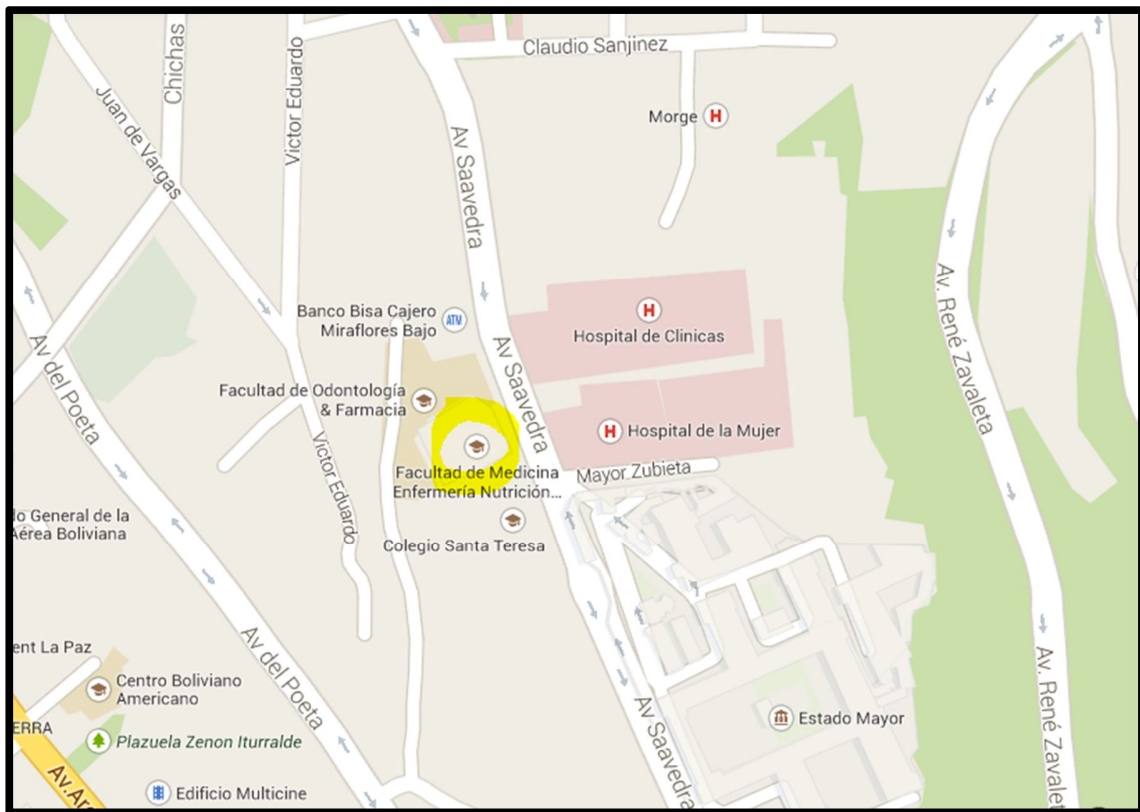 Claudio Sanjinez
Chichas
Victor Eduardo
Juan de Vargas
Morge H
Av Saavedra
Av. René Zavaleta
Banco Bisa Cajero
Miraflores Bajo
ATM
H
Hospital de Clinicas
Av Saavedra
Av del Poeta
Facultad de Odontología
& Farmacia
H Hospital de la Mujer
Facultad de Medicina
Enfermería Nutrición...
Mayor Zubieta
Victor Eduardo
lo General de la
Aérea Boliviana
Colegio Santa Teresa
ent La Paz
Av del Poeta
Centro Boliviano
Americano
Av. René Zavaleta
Av Saavedra
Estado Mayor
ERRA
Plazuela Zenon Iturralde
Av.Arc
Edificio Multicine